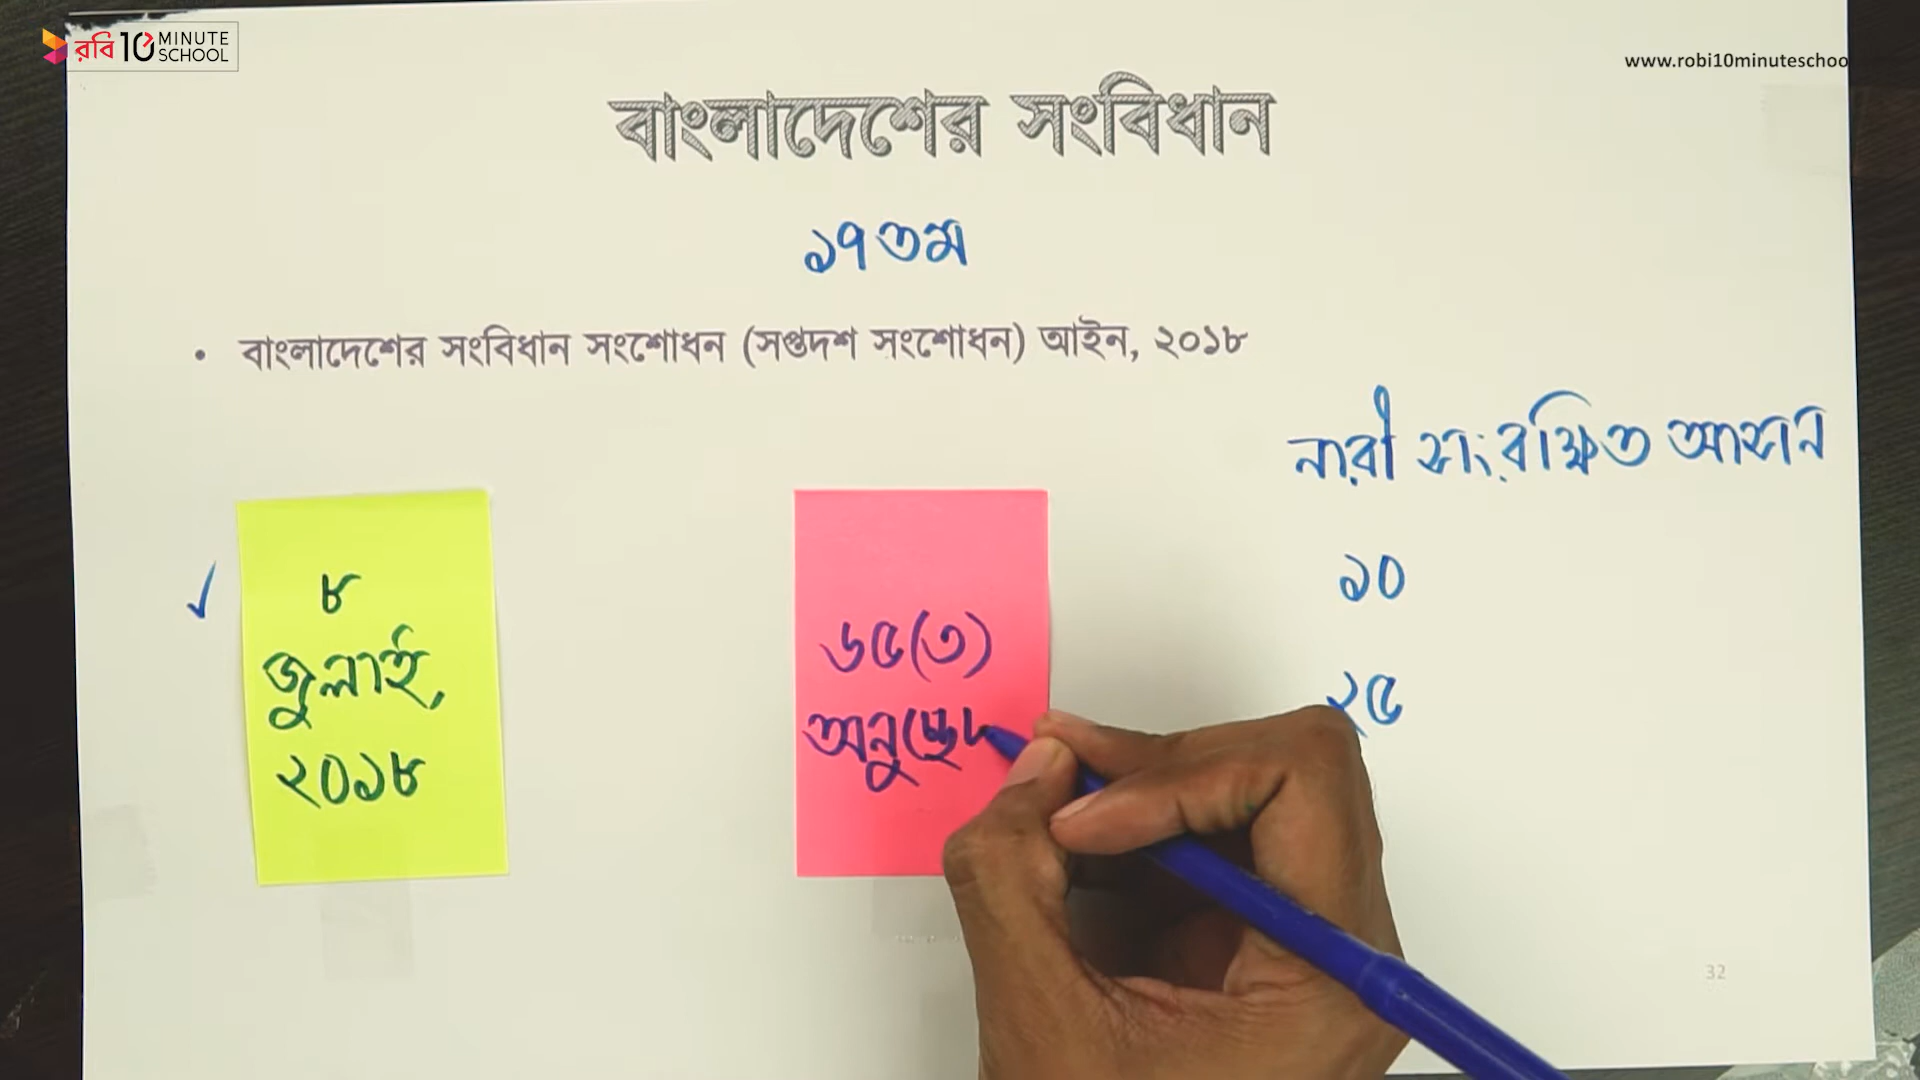 রবি 10 MINUTE SCHOOL
www.robi10minuteschoo
বাংলাদেশের সংবিধান
১৭তম
• বাংলাদেশের সংবিধান সংশোধন (সপ্তদশ সংশোধন) আইন, ২০১৮
নারী সংরক্ষিত আসন
১০
২৫
৮
জুলাই,
২০১৮
৬৫(৩)
অনুচ্ছেদ
32